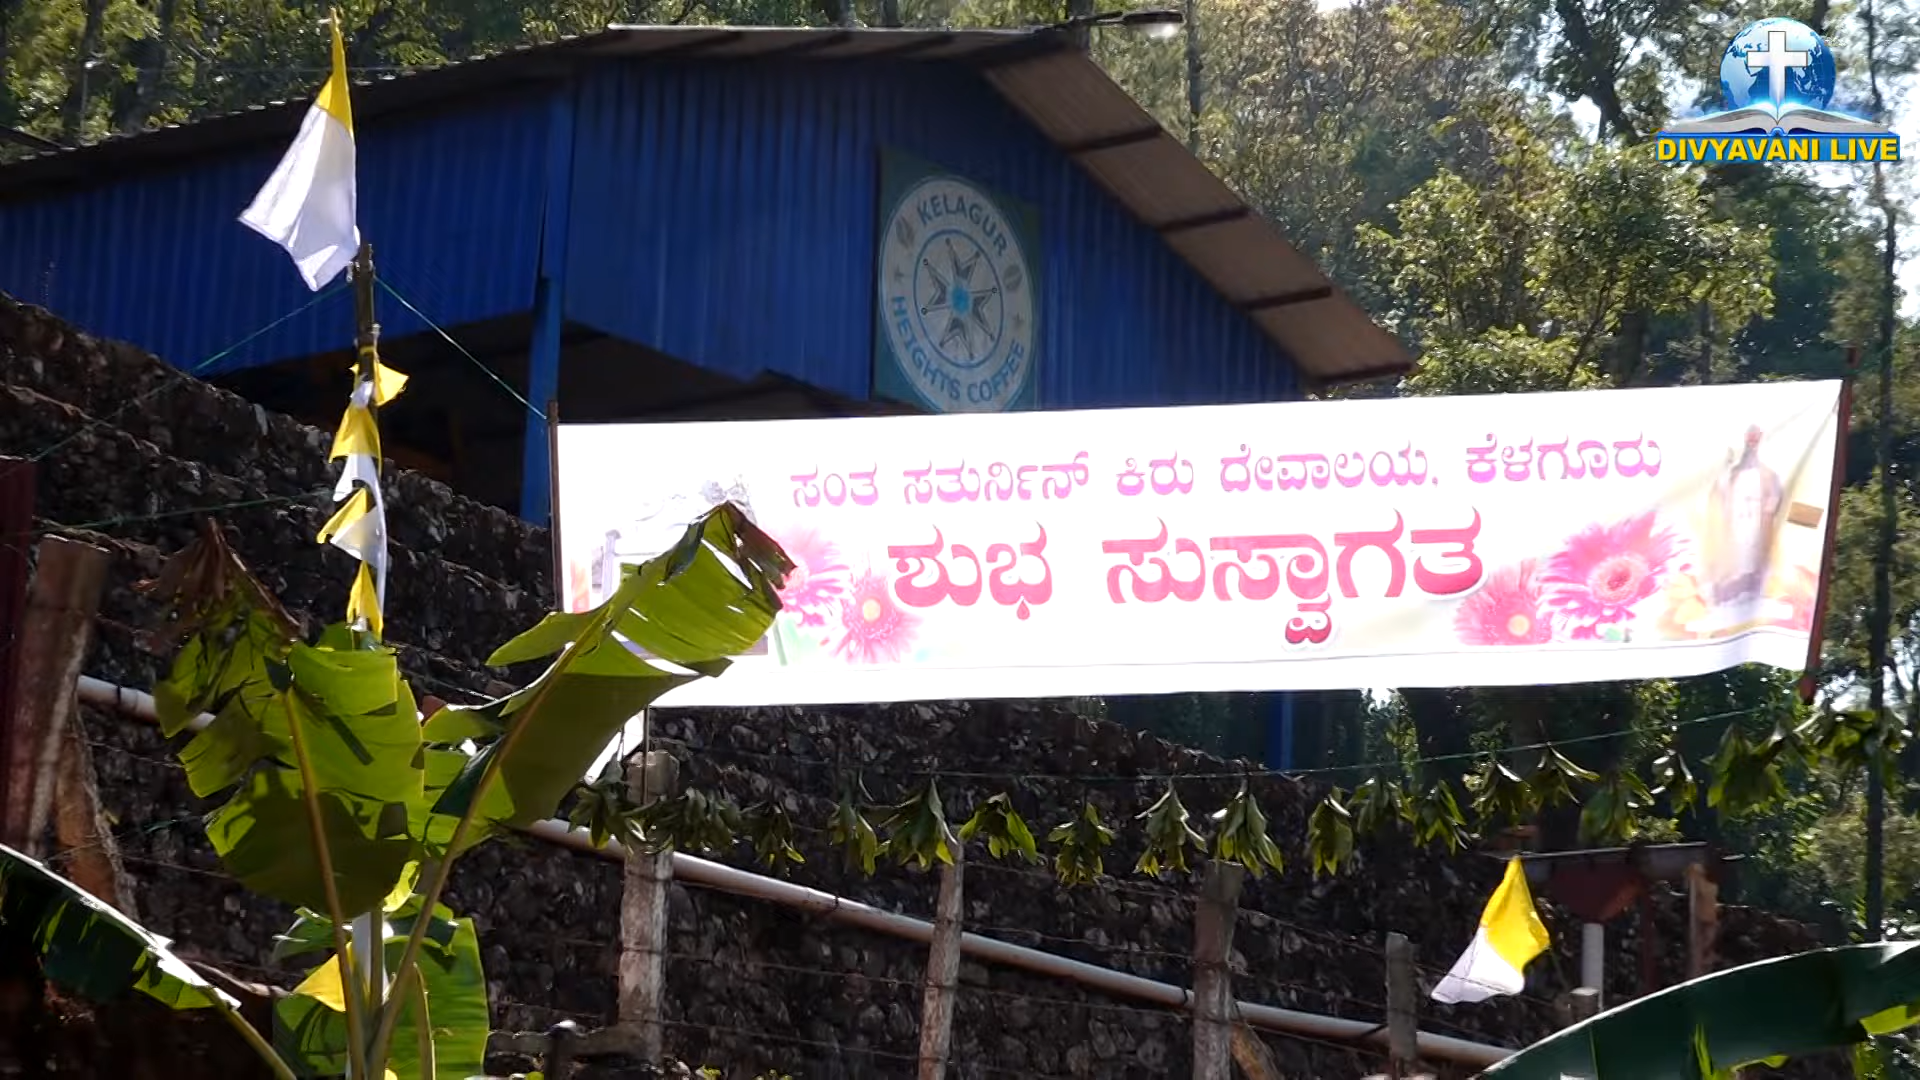 DIVYAVANI LIVE
KELAGUR
HEIGHTS COFFEE
ಸಂತ ಸತುರ್ನಿನ್ ಕಿರು ದೇವಾಲಯ, ಕೆಳಗೂರು
ಶುಭ ಸುಸ್ವಾಗತ